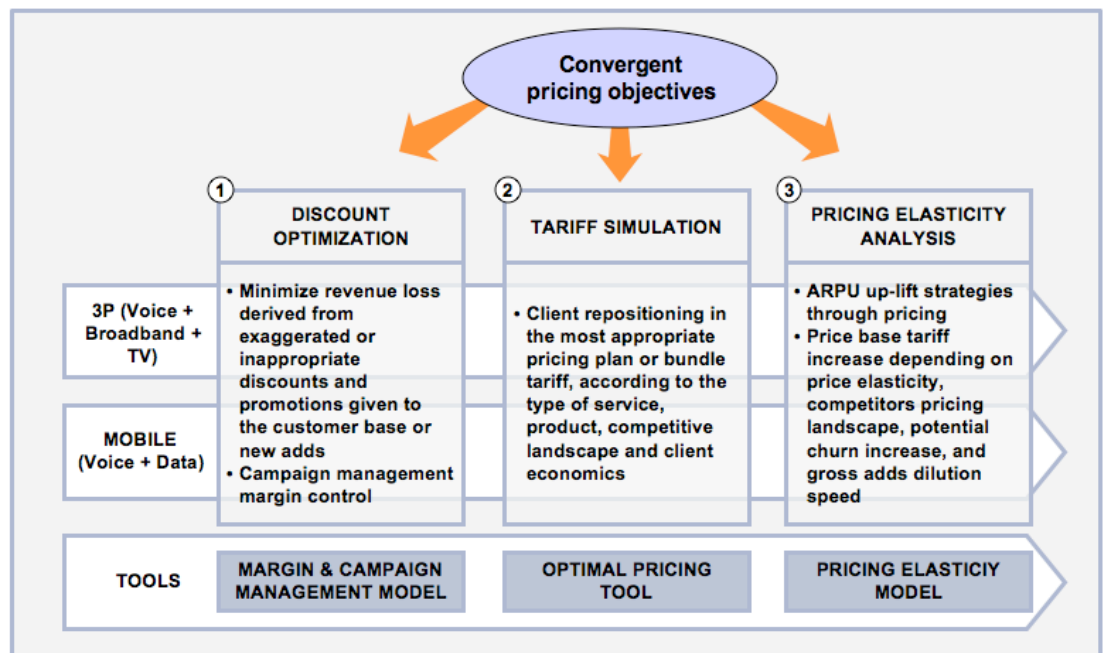 Convergent
pricing objectives
1
DISCOUNT
OPTIMIZATION
2
TARIFF SIMULATION
3
PRICING ELASTICITY
ANALYSIS
3P (Voice +
Broadband +
TV)
MOBILE
(Voice + Data)
• Minimize revenue loss
derived from
exaggerated or
inappropriate
discounts and
promotions given to
the customer base or
new adds
• Campaign management
margin control
• Client repositioning in
the most appropriate
pricing plan or bundle
tariff, according to the
type of service,
product, competitive
landscape and client
economics
• ARPU up-lift strategies
through pricing
• Price base tariff
increase depending on
price elasticity,
competitors pricing
landscape, potential
churn increase, and
gross adds dilution
speed
TOOLS
MARGIN & CAMPAIGN
MANAGEMENT MODEL
OPTIMAL PRICING
TOOL
PRICING ELASTICIY
MODEL